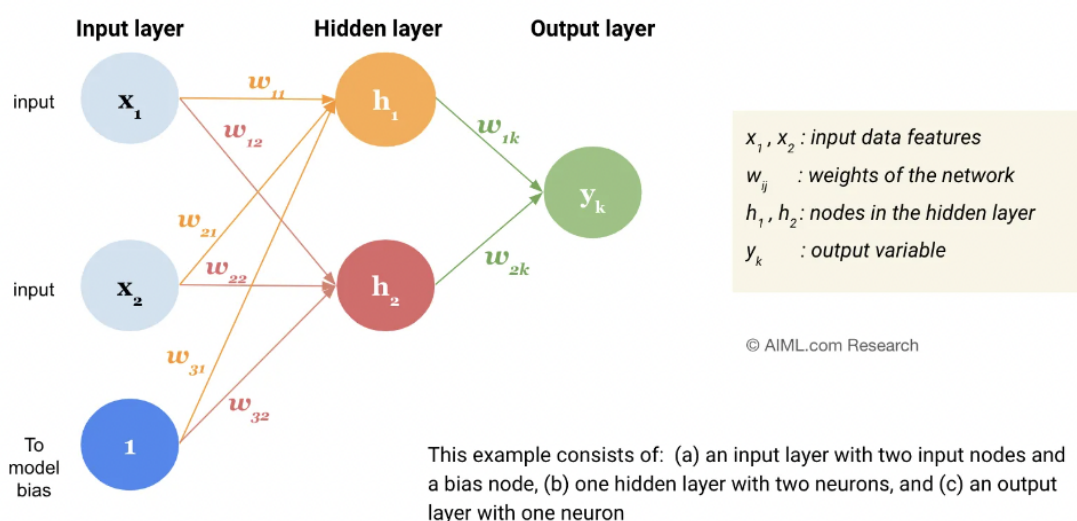 Input layer Hidden layer Output layer
input x₁ w₁₁ h₁
w₁₂
w₁ₖ
x₁ , x₂ : input data features
wᵢⱼ : weights of the network
h₁ , h₂ : nodes in the hidden layer
yₖ : output variable
yₖ
w₂₁
w₂₂
w₂ₖ
input x₂ h₂
© AIML.com Research
w₃₁
w₃₂
To
model
bias
1
This example consists of: (a) an input layer with two input nodes and
a bias node, (b) one hidden layer with two neurons, and (c) an output
layer with one neuron